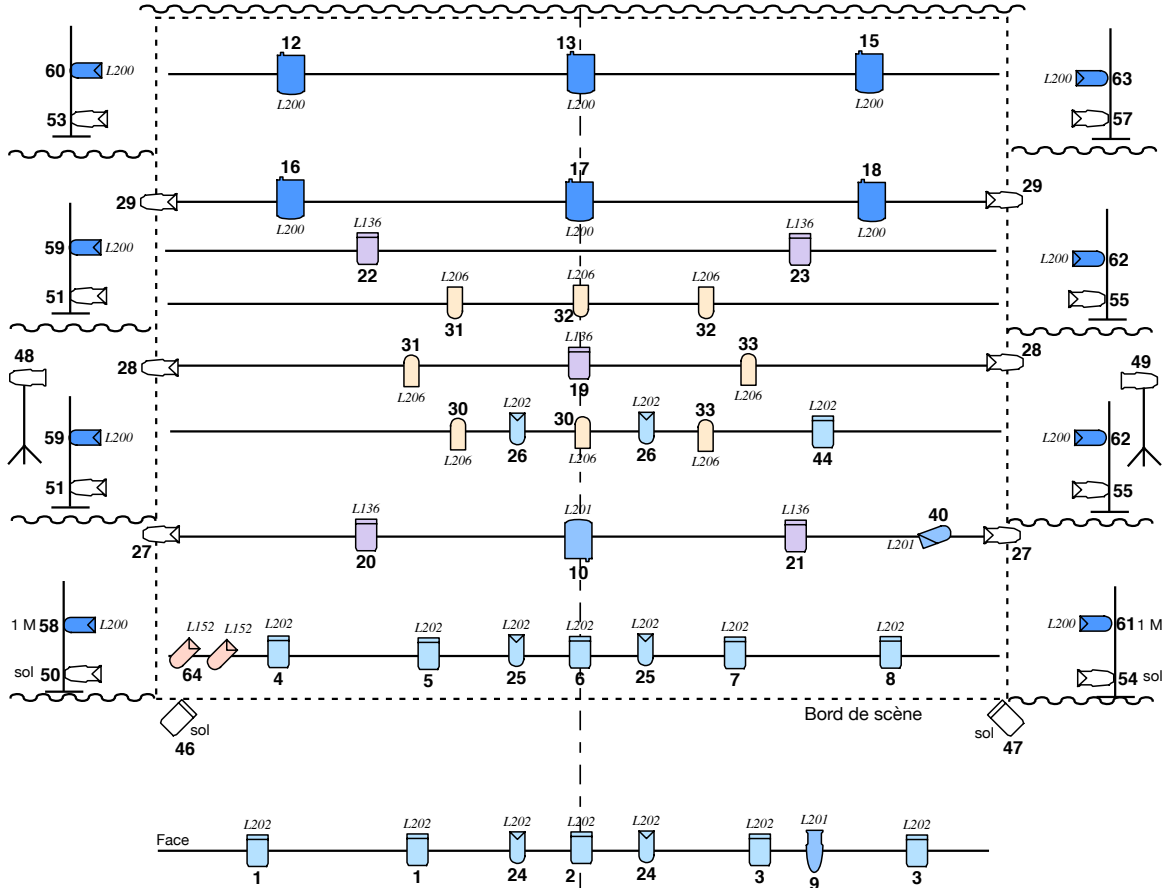 12 13 15
60 L200 L200 63
53 L200 L200 L200 57
16 17 18
29 29
L200 L200 L200
L136 L136
59 L200 L200 62
22 23
L206 L206 L206
51 55
31 32 32
48 31 L136 33 28
28 49
L206 19 L206
L202 L202 L202
30 30 33
59 L200 L200 62
26 26 44
L206 L206 L206
51 55
L136 L201 L136 40
27 L201 27
20 10 21
L152 L152 L202 L202 L202 L202 L202 L202 L202
1 M 58 L200 L200 61 1 M
sol 50 64 4 5 25 6 25 7 8 54 sol
Bord de scène
sol sol
46 47
L202 L202 L202 L202 L202 L202 L201 L202
Face
1 1 24 2 24 3 9 3